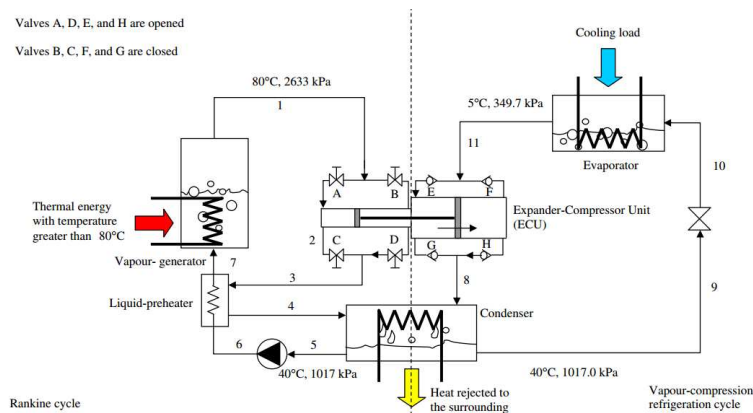 Valves A, D, E, and H are opened
Valves B, C, F, and G are closed
Cooling load
80°C, 2633 kPa
1
5°C, 349.7 kPa
11
Evaporator
10
A
B
E
F
Thermal energy
with temperature
greater than 80°C
Expander-Compressor Unit
(ECU)
2
C
D
G
H
Vapour- generator
7
3
8
9
Liquid-preheater
4
Condenser
6
5
40°C, 1017 kPa
40°C, 1017.0 kPa
Rankine cycle
Heat rejected to
the surrounding
Vapour-compression
refrigeration cycle